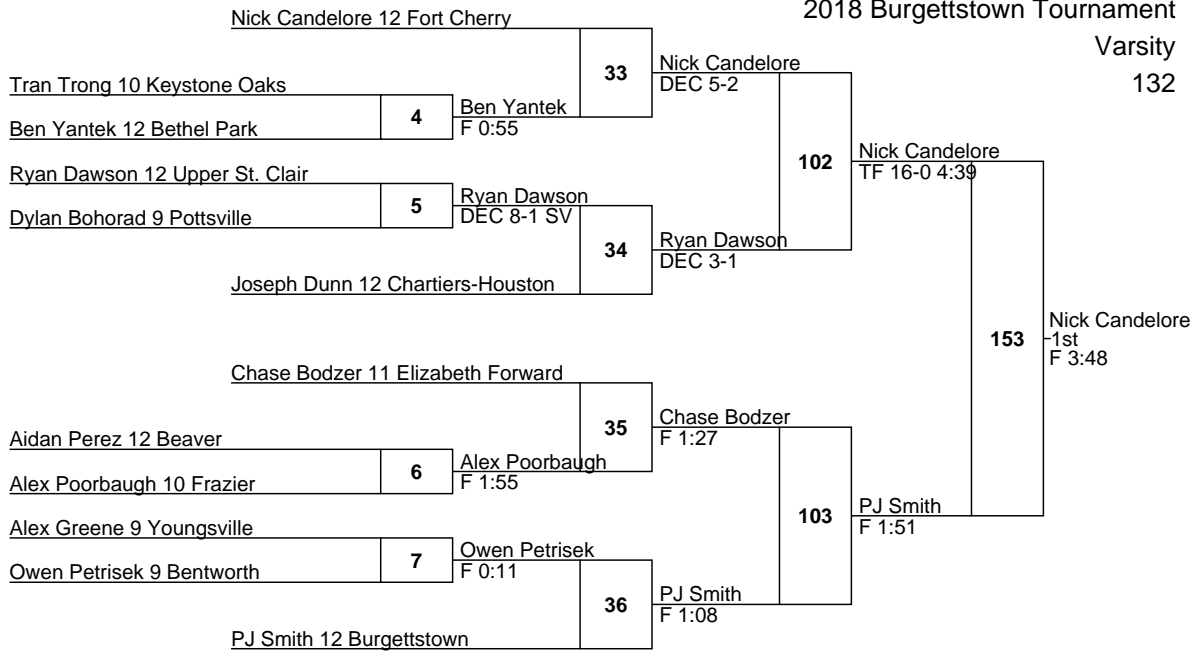 2018 Burgettstown Tournament
Varsity
132
Nick Candelore 12 Fort Cherry
33
Nick Candelore
DEC 5-2
Tran Trong 10 Keystone Oaks
4
Ben Yantek
F 0:55
Ben Yantek 12 Bethel Park
102
Nick Candelore
TF 16-0 4:39
Ryan Dawson 12 Upper St. Clair
5
Ryan Dawson
DEC 8-1 SV
Dylan Bohorad 9 Pottsville
34
Ryan Dawson
DEC 3-1
Joseph Dunn 12 Chartiers-Houston
153
Nick Candelore
1st
F 3:48
Chase Bodzer 11 Elizabeth Forward
35
Chase Bodzer
F 1:27
Aidan Perez 12 Beaver
6
Alex Poorbaugh
F 1:55
Alex Poorbaugh 10 Frazier
103
PJ Smith
F 1:51
Alex Greene 9 Youngsville
7
Owen Petrisek
F 0:11
Owen Petrisek 9 Bentworth
36
PJ Smith
F 1:08
PJ Smith 12 Burgettstown